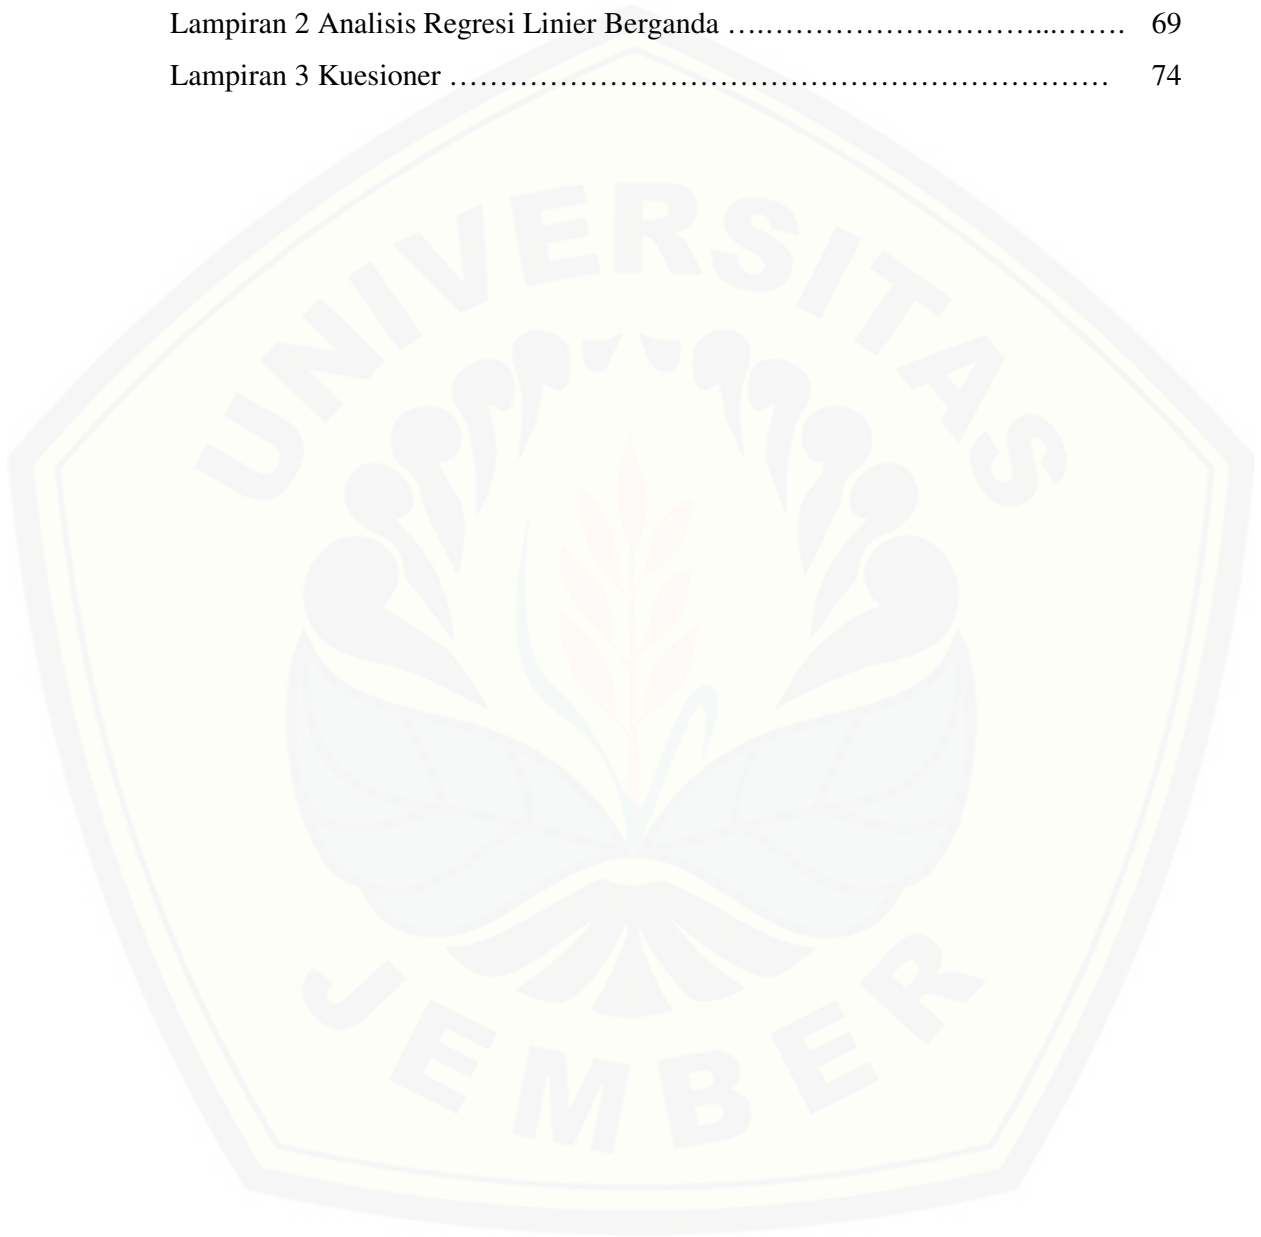 Lampiran 2 Analisis Regresi Linier Berganda ….…………………………...……. 69
Lampiran 3 Kuesioner ………………………………………………………… 74
UNIVERSITAS
JEMBER